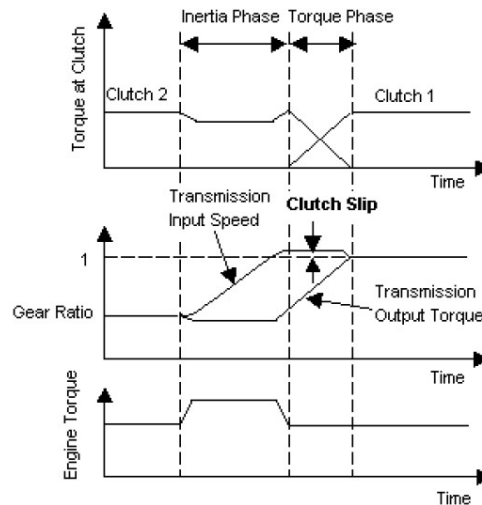 Inertia Phase Torque Phase
Torque at Clutch
Clutch 2
Clutch 1
Time
Transmission
Input Speed
Clutch Slip
1
Gear Ratio
Transmission
Output Torque
Time
Engine Torque
Time